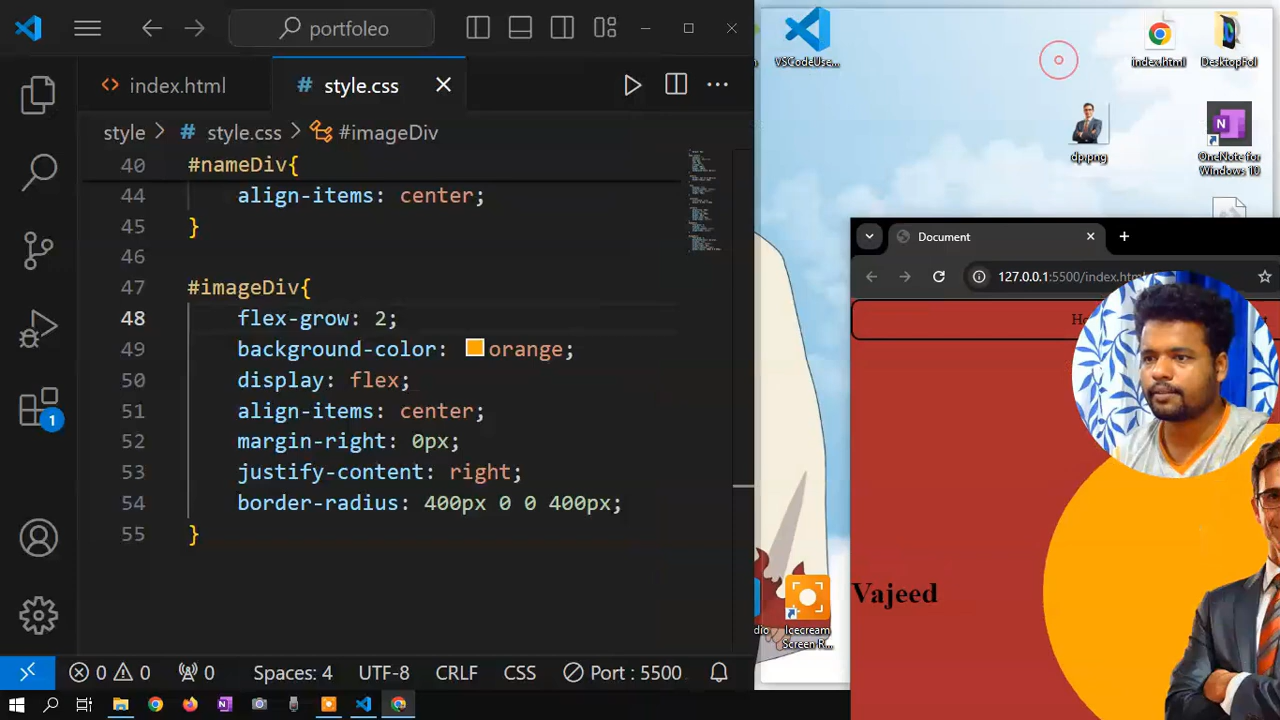 portfoleo
index.html
style.css
style > # style.css > #imageDiv
40 #nameDiv{
44 align-items: center;
45 }
46
47 #imageDiv{
48 flex-grow: 2;
49 background-color: orange;
50 display: flex;
51 align-items: center;
52 margin-right: 0px;
53 justify-content: right;
54 border-radius: 400px 0 0 400px;
55 }
1
0 0 0 Spaces: 4 UTF-8 CRLF CSS Port : 5500
VSCodeUse...
index.html
DesktopFol
dp.png
OneNote for
Windows 10
Document
127.0.0.1:5500/index.html
Vajeed
dio
Icecream
Screen R...